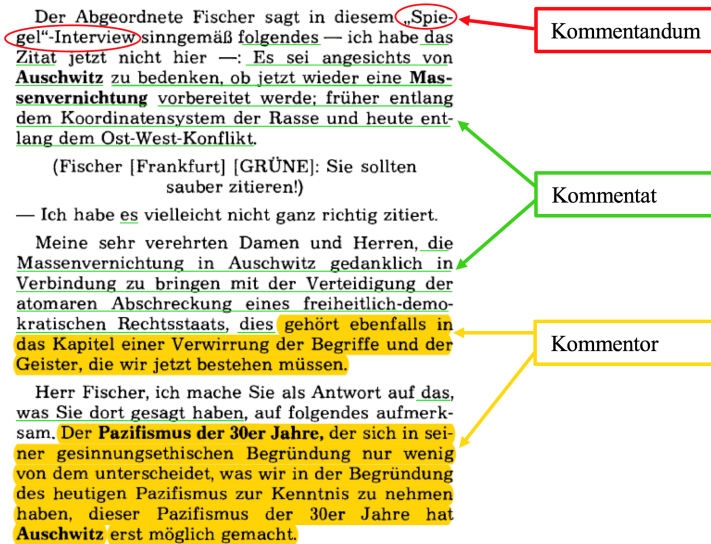 Der Abgeordnete Fischer sagt in diesem „Spie-
gel“-Interview sinngemäß folgendes — ich habe das
Zitat jetzt nicht hier —: Es sei angesichts von
Auschwitz zu bedenken, ob jetzt wieder eine Mas-
senvernichtung vorbereitet werde; früher entlang
dem Koordinatensystem der Rasse und heute ent-
lang dem Ost-West-Konflikt.
(Fischer [Frankfurt] [GRÜNE]: Sie sollten
sauber zitieren!)
— Ich habe es vielleicht nicht ganz richtig zitiert.
Meine sehr verehrten Damen und Herren, die
Massenvernichtung in Auschwitz gedanklich in
Verbindung zu bringen mit der Verteidigung der
atomaren Abschreckung eines freiheitlich-demo-
kratischen Rechtsstaats, dies gehört ebenfalls in
das Kapitel einer Verwirrung der Begriffe und der
Geister, die wir jetzt bestehen müssen.
Herr Fischer, ich mache Sie als Antwort auf das,
was Sie dort gesagt haben, auf folgendes aufmerk-
sam. Der Pazifismus der 30er Jahre, der sich in sei-
ner gesinnungsethischen Begründung nur wenig
von dem unterscheidet, was wir in der Begründung
des heutigen Pazifismus zur Kenntnis zu nehmen
haben, dieser Pazifismus der 30er Jahre hat
Auschwitz erst möglich gemacht.
Kommentandum
Kommentat
Kommentor